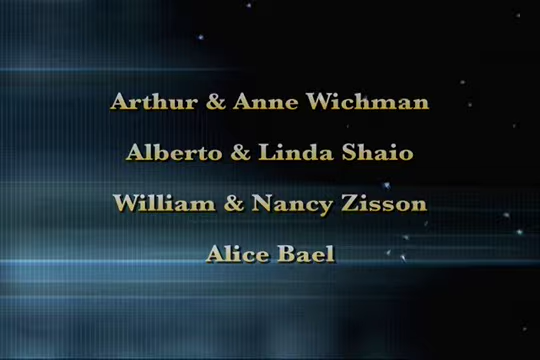 Arthur & Anne Wichman
Alberto & Linda Shaio
William & Nancy Zisson
Alice Bael